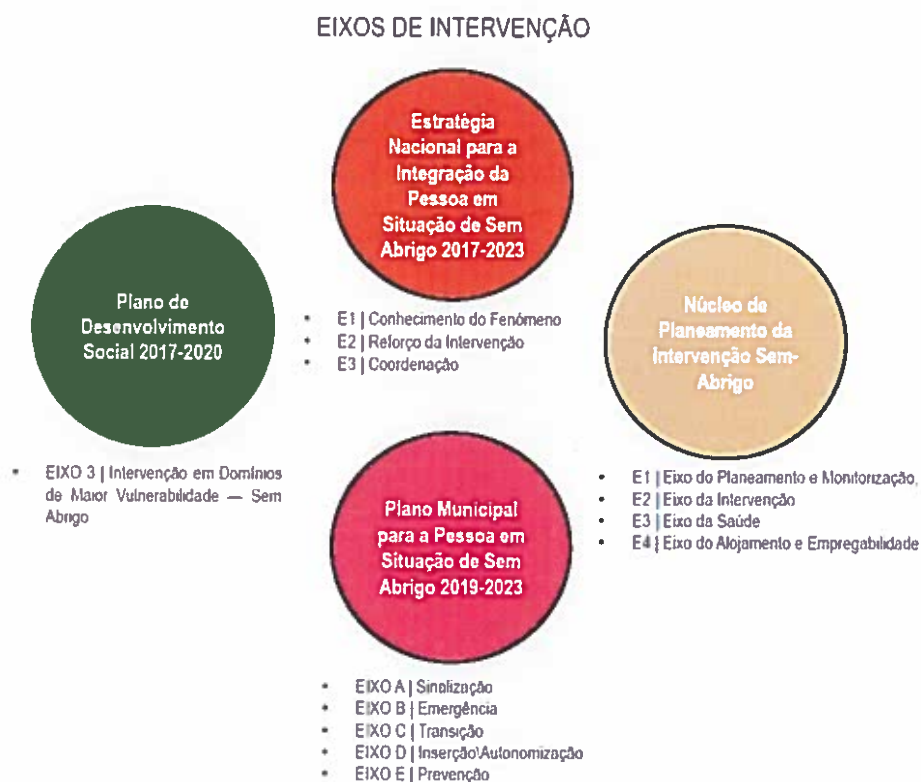 EIXOS DE INTERVENÇÃO
Estratégia
Nacional para a
Integração da
Pessoa em
Situação de Sem
Abrigo 2017-2023
E1 | Conhecimento do Fenómeno
E2 | Reforço da Intervenção
E3 | Coordenação
Plano de
Desenvolvimento
Social 2017-2020
EIXO 3 | Intervenção em Domínios
de Maior Vulnerabilidade — Sem
Abrigo
Núcleo de
Planeamento da
Intervenção Sem-
Abrigo
E1 | Eixo do Planeamento e Monitorização,
E2 | Eixo da Intervenção
E3 | Eixo da Saúde
E4 | Eixo do Alojamento e Empregabilidade
Plano Municipal
para a Pessoa em
Situação de Sem
Abrigo 2019-2023
EIXO A | Sinalização
EIXO B | Emergência
EIXO C | Transição
EIXO D | Inserção\Autonomização
EIXO E | Prevenção